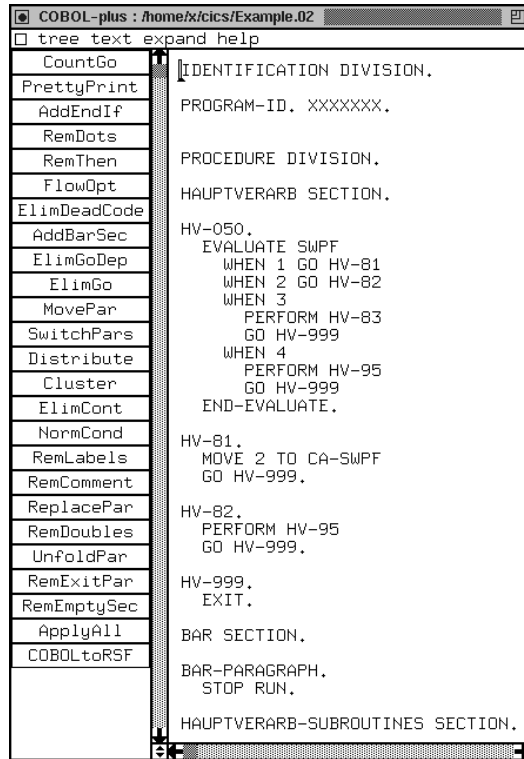 COBOL-plus : /home/x/cics/Example.02
tree text expand help
CountGo
PrettyPrint
AddEndIf
RemDots
RemThen
FlowOpt
ElimDeadCode
AddBarSec
ElimGoDep
ElimGo
MovePar
SwitchPars
Distribute
Cluster
ElimCont
NormCond
RemLabels
RemComment
ReplacePar
RemDoubles
UnfoldPar
RemExitPar
RemEmptySec
ApplyAll
COBOLtoRSF
IDENTIFICATION DIVISION.
PROGRAM-ID. XXXXXXX.
PROCEDURE DIVISION.
HAUPTVERARB SECTION.
HV-050.
EVALUATE SWPF
WHEN 1 GO HV-81
WHEN 2 GO HV-82
WHEN 3
PERFORM HV-83
GO HV-999
WHEN 4
PERFORM HV-95
GO HV-999
END-EVALUATE.
HV-81.
MOVE 2 TO CA-SWPF
GO HV-999.
HV-82.
PERFORM HV-95
GO HV-999.
HV-999.
EXIT.
BAR SECTION.
BAR-PARAGRAPH.
STOP RUN.
HAUPTVERARB-SUBROUTINES SECTION.